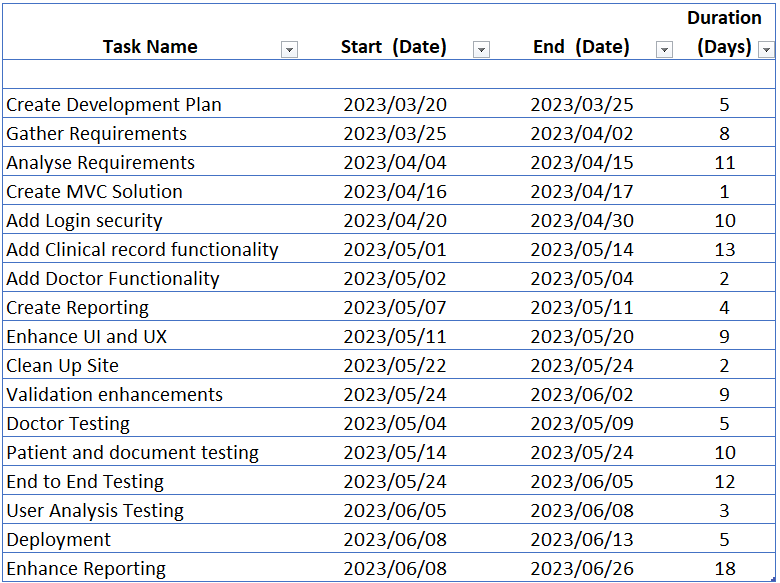 Task Name Start (Date) End (Date) Duration (Days)
Create Development Plan 2023/03/20 2023/03/25 5
Gather Requirements 2023/03/25 2023/04/02 8
Analyse Requirements 2023/04/04 2023/04/15 11
Create MVC Solution 2023/04/16 2023/04/17 1
Add Login security 2023/04/20 2023/04/30 10
Add Clinical record functionality 2023/05/01 2023/05/14 13
Add Doctor Functionality 2023/05/02 2023/05/04 2
Create Reporting 2023/05/07 2023/05/11 4
Enhance UI and UX 2023/05/11 2023/05/20 9
Clean Up Site 2023/05/22 2023/05/24 2
Validation enhancements 2023/05/24 2023/06/02 9
Doctor Testing 2023/05/04 2023/05/09 5
Patient and document testing 2023/05/14 2023/05/24 10
End to End Testing 2023/05/24 2023/06/05 12
User Analysis Testing 2023/06/05 2023/06/08 3
Deployment 2023/06/08 2023/06/13 5
Enhance Reporting 2023/06/08 2023/06/26 18